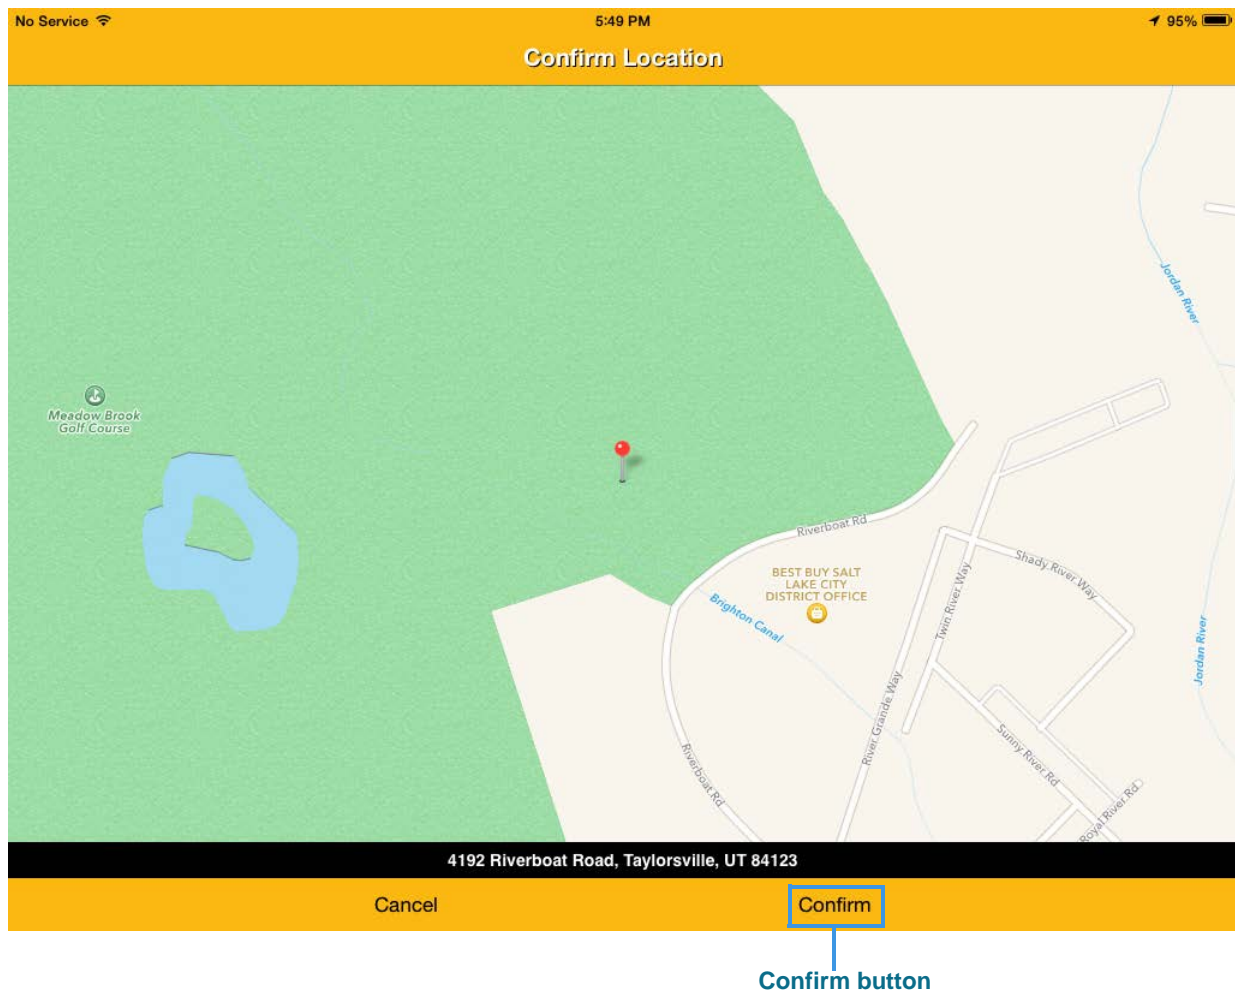 No Service
5:49 PM
95%
Confirm Location
Jordan River
Meadow Brook
Golf Course
Riverboat Rd
Shady River Way
BEST BUY SALT
LAKE CITY
DISTRICT OFFICE
Twin River Way
Brighton Canal
Jordan River
River Grande Way
Riverboat Rd
Sunny River Rd
Royal River Rd
4192 Riverboat Road, Taylorsville, UT 84123
Cancel
Confirm
Confirm button